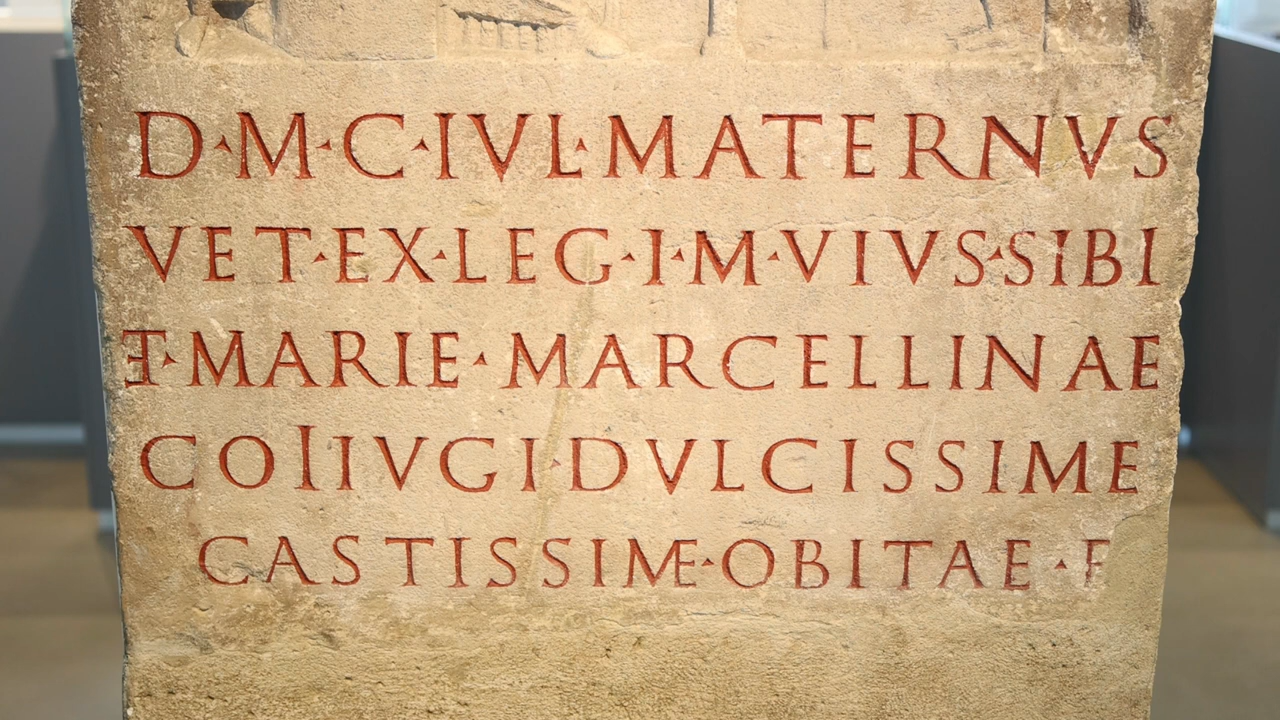 D·M·C·IVL·MATERNVS
VET·EX·LEG·I·M·VIVS·SIBI
ET·MARIE·MARCELLINAE
COIIVGI·DVLCISSIME
CASTISSIMAE·OBITAE·F